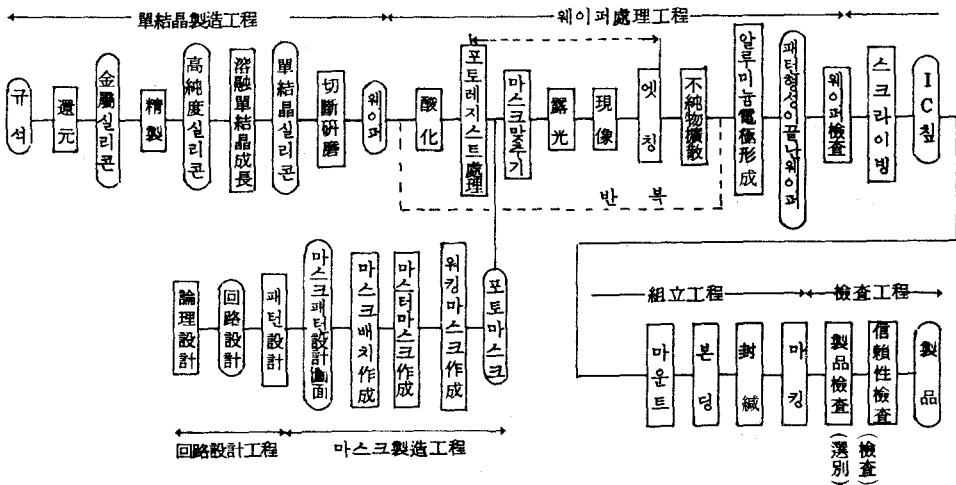 單結晶製造工程
웨이퍼處理工程
규석
還元
金屬실리콘
精製
高純度실리콘
溶融單結晶成長
單結晶실리콘
切斷硏磨
웨이퍼
酸化
포토레지스트處理
마스크맞추기
露光
現像
엣칭
不純物擴散
알루미늄電極形成
패턴형성이끝난웨이퍼
웨이퍼檢査
스크라이빙
IC칲
반복
論理設計
回路設計
패턴設計
마스크패턴設計畵面
마스크배치作成
마스터마스크作成
워킹마스크作成
포토마스크
回路設計工程
마스크製造工程
組立工程
檢査工程
마운트
본딩
封緘
마킹
製品檢査
(選別)
信賴性檢査
(檢査)
製品